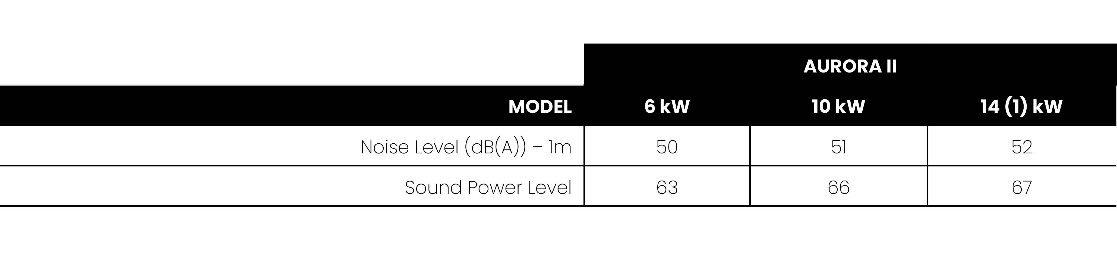 AURORA II
MODEL 6 kW 10 kW 14 (1) kW
Noise Level (dB(A)) – 1m 50 51 52
Sound Power Level 63 66 67